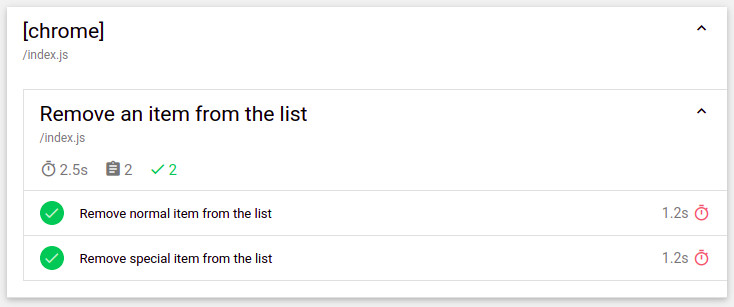 [chrome]
/index.js
Remove an item from the list
/index.js
2.5s 2 2
Remove normal item from the list 1.2s
Remove special item from the list 1.2s